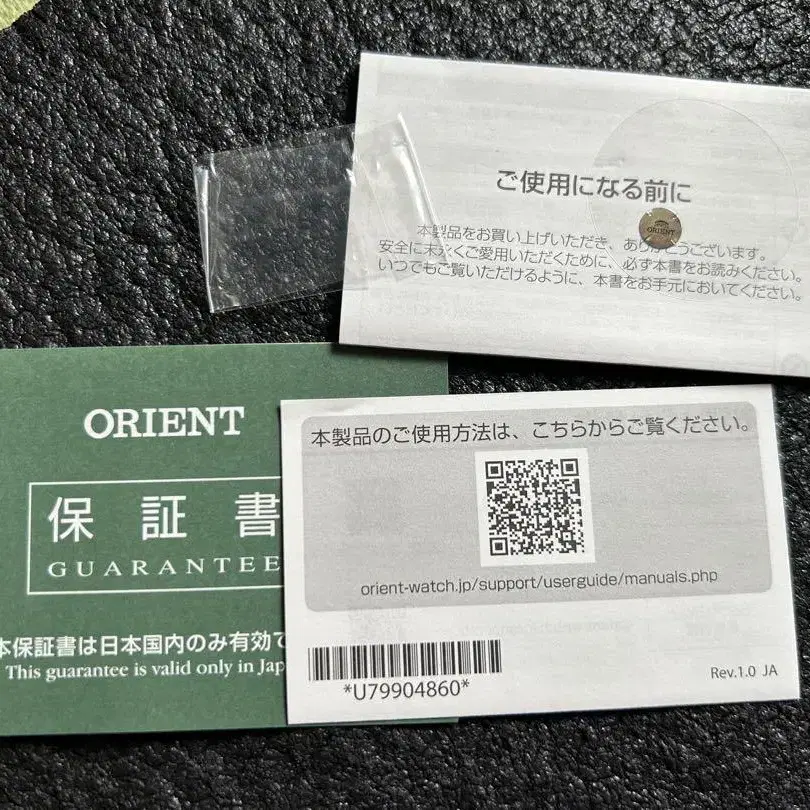 ご使用になる前に
ORIENT
本製品をお買い上げいただき、ありがとうございます。
安全に末永くご愛用いただくために、必ず本書をお読みください。
いつでもご覧いただけるように、本書をお手元においてください。
ORIENT
保証書
GUARANTEE
本保証書は日本国内のみ有効で
This guarantee is valid only in Jap
本製品のご使用方法は、こちらからご覧ください。
orient-watch.jp/support/userguide/manuals.php
*U79904860*
Rev.1.0 JA